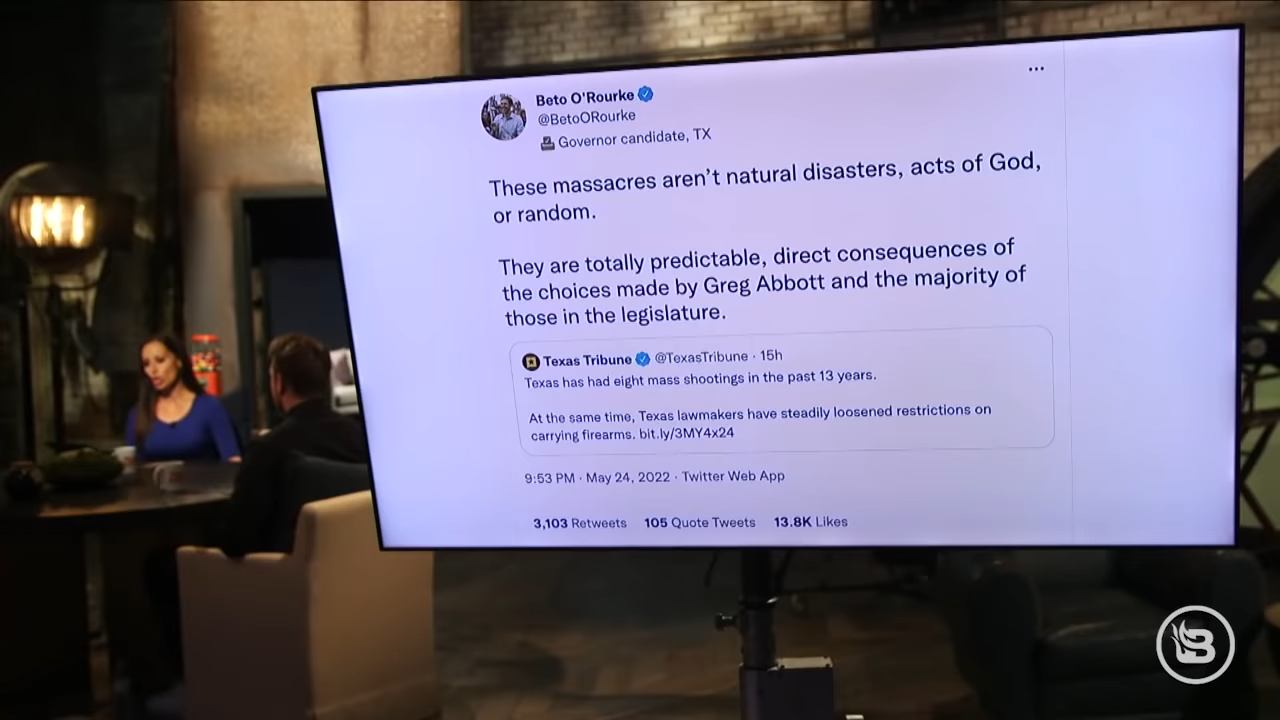 Beto O'Rourke
@BetoORourke
Governor candidate, TX
These massacres aren't natural disasters, acts of God,
or random.
They are totally predictable, direct consequences of
the choices made by Greg Abbott and the majority of
those in the legislature.
Texas Tribune @TexasTribune · 15h
Texas has had eight mass shootings in the past 13 years.
At the same time, Texas lawmakers have steadily loosened restrictions on
carrying firearms. bit.ly/3MY4x24
9:53 PM · May 24, 2022 · Twitter Web App
3,103 Retweets 105 Quote Tweets 13.8K Likes
B